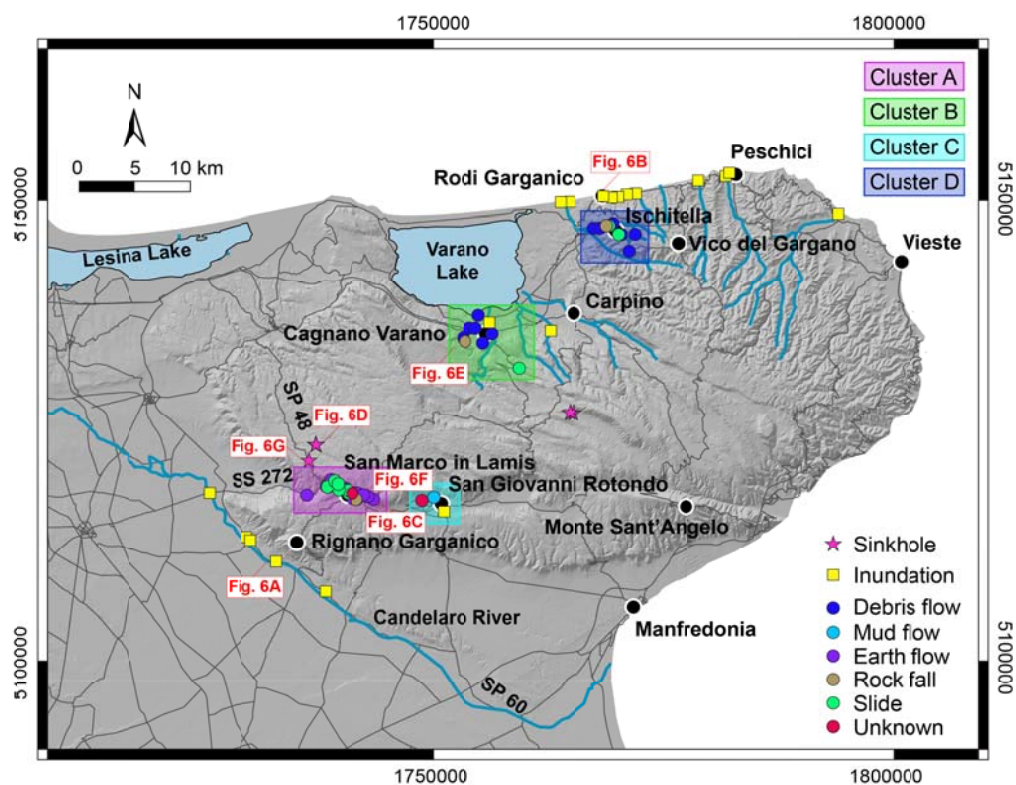 1750000
1800000
Cluster A
Cluster B
Cluster C
Cluster D
N
0 5 10 km
Fig. 6B
Peschici
Rodi Garganico
5150000
5150000
Ischitella
Vico del Gargano
Vieste
Lesina Lake
Varano
Lake
Carpino
Cagnano Varano
Fig. 6E
SP 48
Fig. 6D
Fig. 6G
San Marco in Lamis
SS 272
Fig. 6F
San Giovanni Rotondo
Fig. 6C
Monte Sant'Angelo
Rignano Garganico
Fig. 6A
Candelaro River
Manfredonia
SP 60
Sinkhole
Inundation
Debris flow
Mud flow
Earth flow
Rock fall
Slide
Unknown
5100000
5100000
1750000
1800000